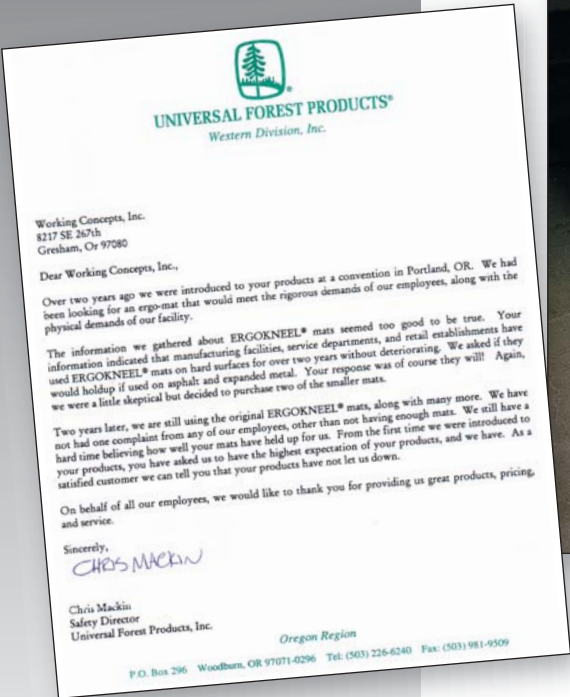 UNIVERSAL FOREST PRODUCTS®
Western Division, Inc.
Working Concepts, Inc.
8217 SE 267th
Gresham, Or 97080
Dear Working Concepts, Inc.,
Over two years ago we were introduced to your products at a convention in Portland, OR. We had
been looking for an ergo-mat that would meet the rigorous demands of our employees, along with the
physical demands of our facility.
The information we gathered about ERGOKNEEL® mats seemed too good to be true. Your
information indicated that manufacturing facilities, service departments, and retail establishments have
used ERGOKNEEL® mats on hard surfaces for over two years without deteriorating. We asked if they
would holdup if used on asphalt and expanded metal. Your response was of course they will! Again,
we were a little skeptical but decided to purchase two of the smaller mats.
Two years later, we are still using the original ERGOKNEEL® mats, along with many more. We have
not had one complaint from any of our employees, other than not having enough mats. We still have a
hard time believing how well your mats have held up for us. From the first time we were introduced to
your products, you have asked us to have the highest expectation of your products, and we have. As a
satisfied customer we can tell you that your products have not let us down.
On behalf of all our employees, we would like to thank you for providing us great products, pricing,
and service.
Sincerely,
CHRIS MACKIN
Chris Mackin
Safety Director
Universal Forest Products, Inc.
Oregon Region
P.O. Box 296 Woodburn, OR 97071-0296 Tel: (503) 226-6240 Fax: (503) 981-9509